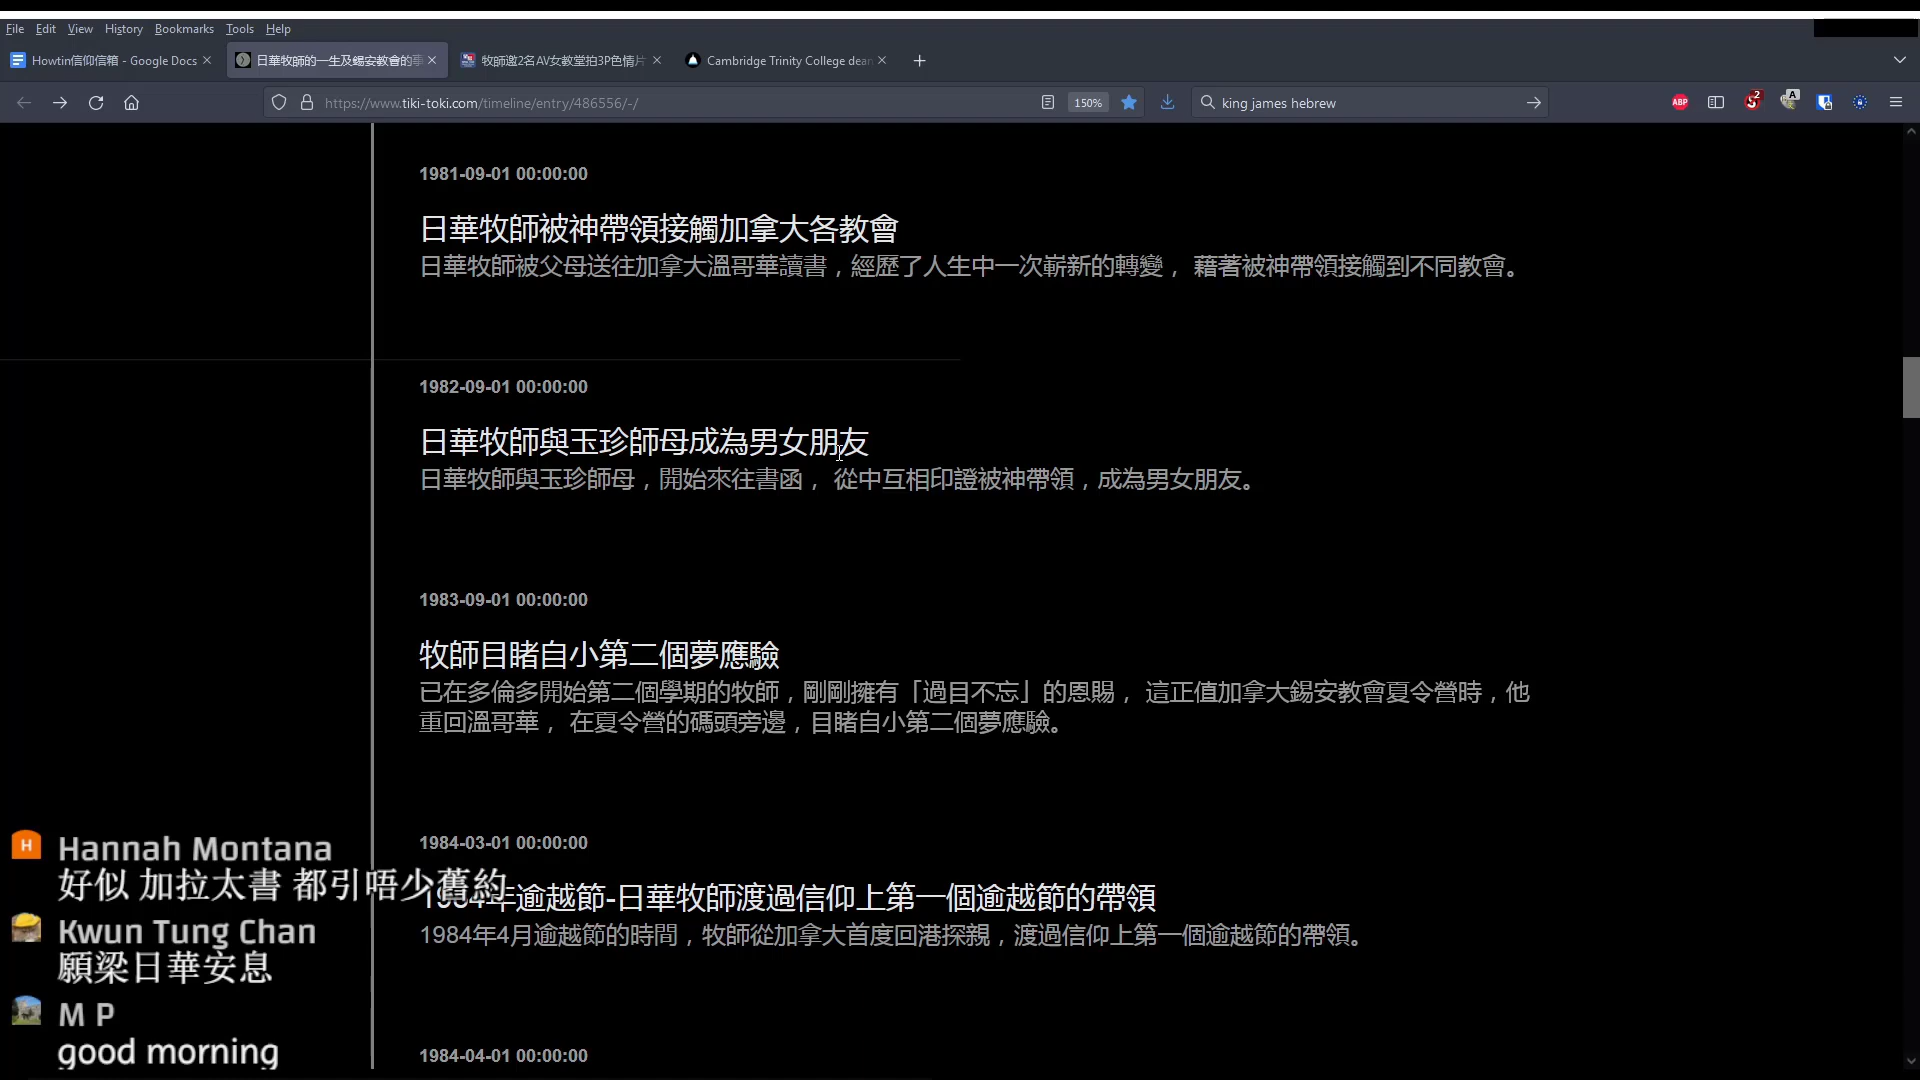 File Edit View History Bookmarks Tools Help
Howtin信仰信箱 - Google Docs
日華牧師的一生及錫安教會的事
牧師邀2名AV女教堂拍3P色情片
Cambridge Trinity College dean
https://www.tiki-toki.com/timeline/entry/486556/-/
150%
king james hebrew
ABP
2
A
1981-09-01 00:00:00
日華牧師被神帶領接觸加拿大各教會
日華牧師被父母送往加拿大溫哥華讀書，經歷了人生中一次嶄新的轉變， 藉著被神帶領接觸到不同教會。
1982-09-01 00:00:00
日華牧師與玉珍師母成為男女朋友
日華牧師與玉珍師母，開始來往書函， 從中互相印證被神帶領，成為男女朋友。
1983-09-01 00:00:00
牧師目睹自小第二個夢應驗
已在多倫多開始第二個學期的牧師，剛剛擁有「過目不忘」的恩賜， 這正值加拿大錫安教會夏令營時，他
重回溫哥華， 在夏令營的碼頭旁邊，目睹自小第二個夢應驗。
1984-03-01 00:00:00
1984年逾越節-日華牧師渡過信仰上第一個逾越節的帶領
1984年4月逾越節的時間，牧師從加拿大首度回港探親，渡過信仰上第一個逾越節的帶領。
1984-04-01 00:00:00
H
Hannah Montana
好似 加拉太書 都引唔少舊約
Kwun Tung Chan
願梁日華安息
M P
good morning